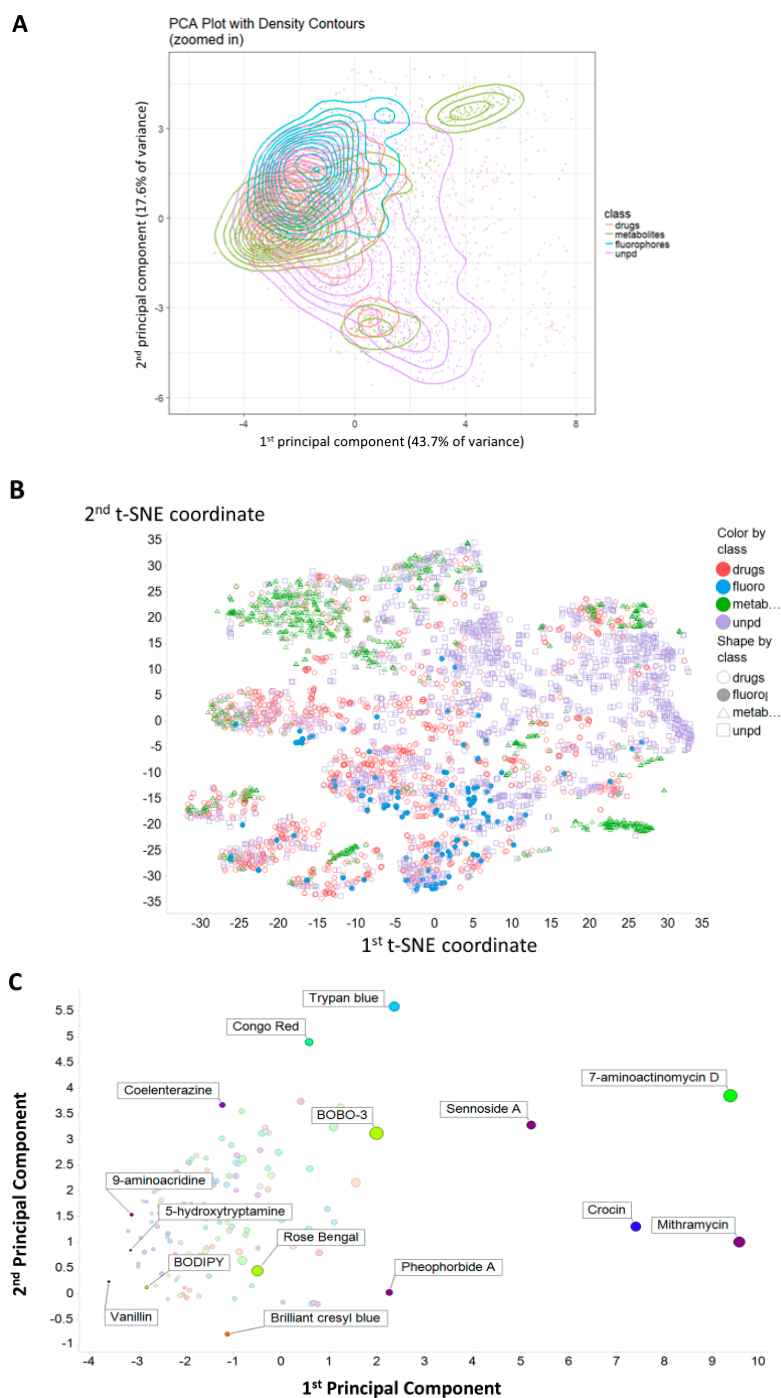 A
PCA Plot with Density Contours
(zoomed in)
2nd principal component (17.6% of variance)
3
0
-3
-6
-4
0
4
8
1st principal component (43.7% of variance)
class
drugs
metabolites
fluorophores
unpd
B
2nd t-SNE coordinate
35
30
25
20
15
10
5
0
-5
-10
-15
-20
-25
-30
-35
-30 -25 -20 -15 -10 -5 0 5 10 15 20 25 30 35
1st t-SNE coordinate
Color by
class
drugs
fluoro
metab...
unpd
Shape by
class
drugs
fluoro
metab...
unpd
C
2nd Principal Component
5.5
5
4.5
4
3.5
3
2.5
2
1.5
1
0.5
0
-0.5
-1
Trypan blue
Congo Red
7-aminoactinomycin D
Coelenterazine
BOBO-3
Sennoside A
9-aminoacridine
5-hydroxytryptamine
Crocin
Mithramycin
Rose Bengal
BODIPY
Pheophorbide A
Vanillin
Brilliant cresyl blue
-4 -3 -2 -1 0 1 2 3 4 5 6 7 8 9 10
1st Principal Component